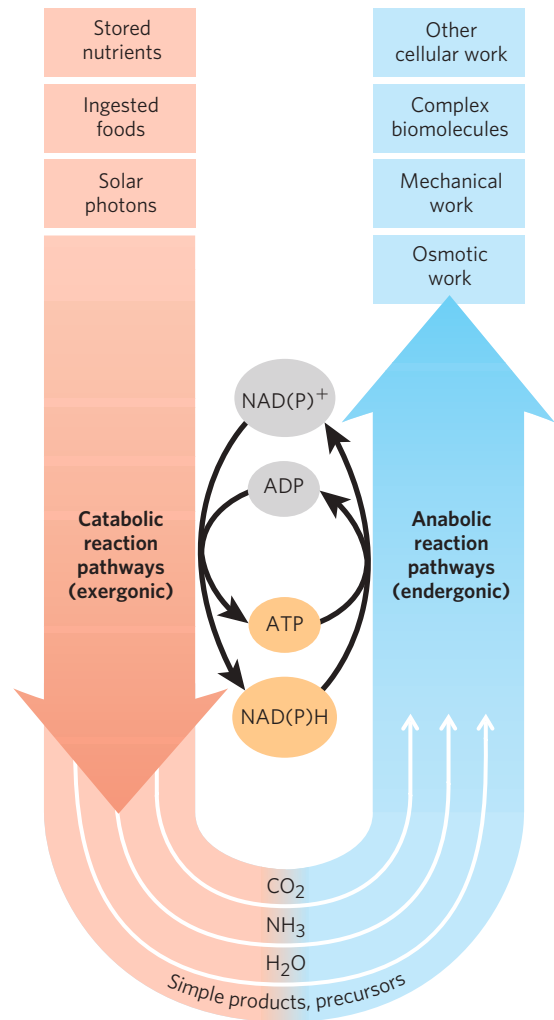 Stored
nutrients
Ingested
foods
Solar
photons
Other
cellular work
Complex
biomolecules
Mechanical
work
Osmotic
work
NAD(P)⁺
ADP
Catabolic
reaction
pathways
(exergonic)
Anabolic
reaction
pathways
(endergonic)
ATP
NAD(P)H
CO₂
NH₃
H₂O
Simple products, precursors